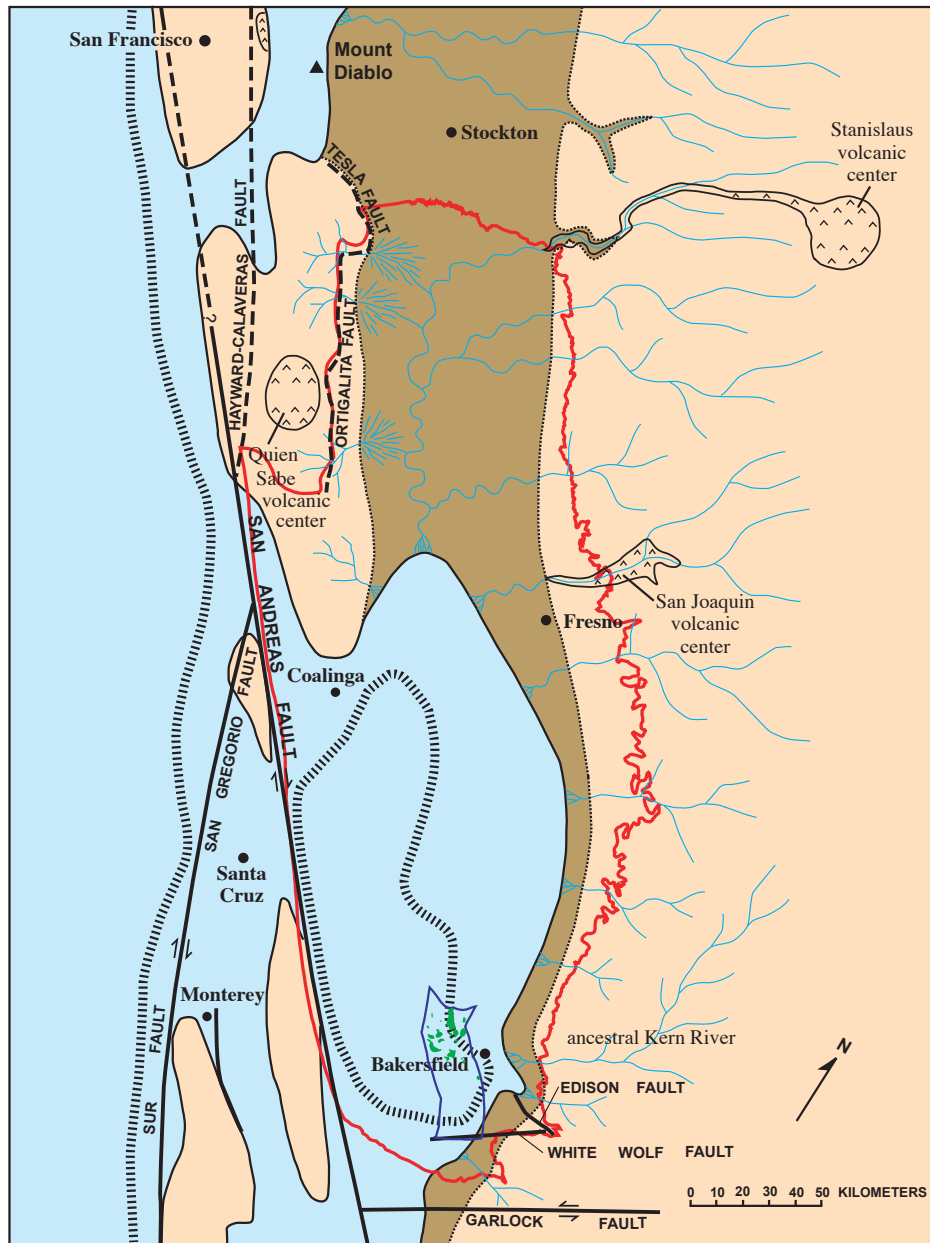 San Francisco
Mount
Diablo
Stockton
Stanislaus
volcanic
center
TESLA FAULT
HAYWARD-CALAVERAS FAULT
ORTIGALITA FAULT
?
Quien
Sabe
volcanic
center
SAN ANDREAS FAULT
San Joaquin
volcanic
center
Fresno
Coalinga
SAN GREGORIO FAULT
Santa
Cruz
Monterey
SUR FAULT
Bakersfield
ancestral Kern River
N
EDISON FAULT
WHITE WOLF FAULT
0 10 20 30 40 50 KILOMETERS
GARLOCK FAULT